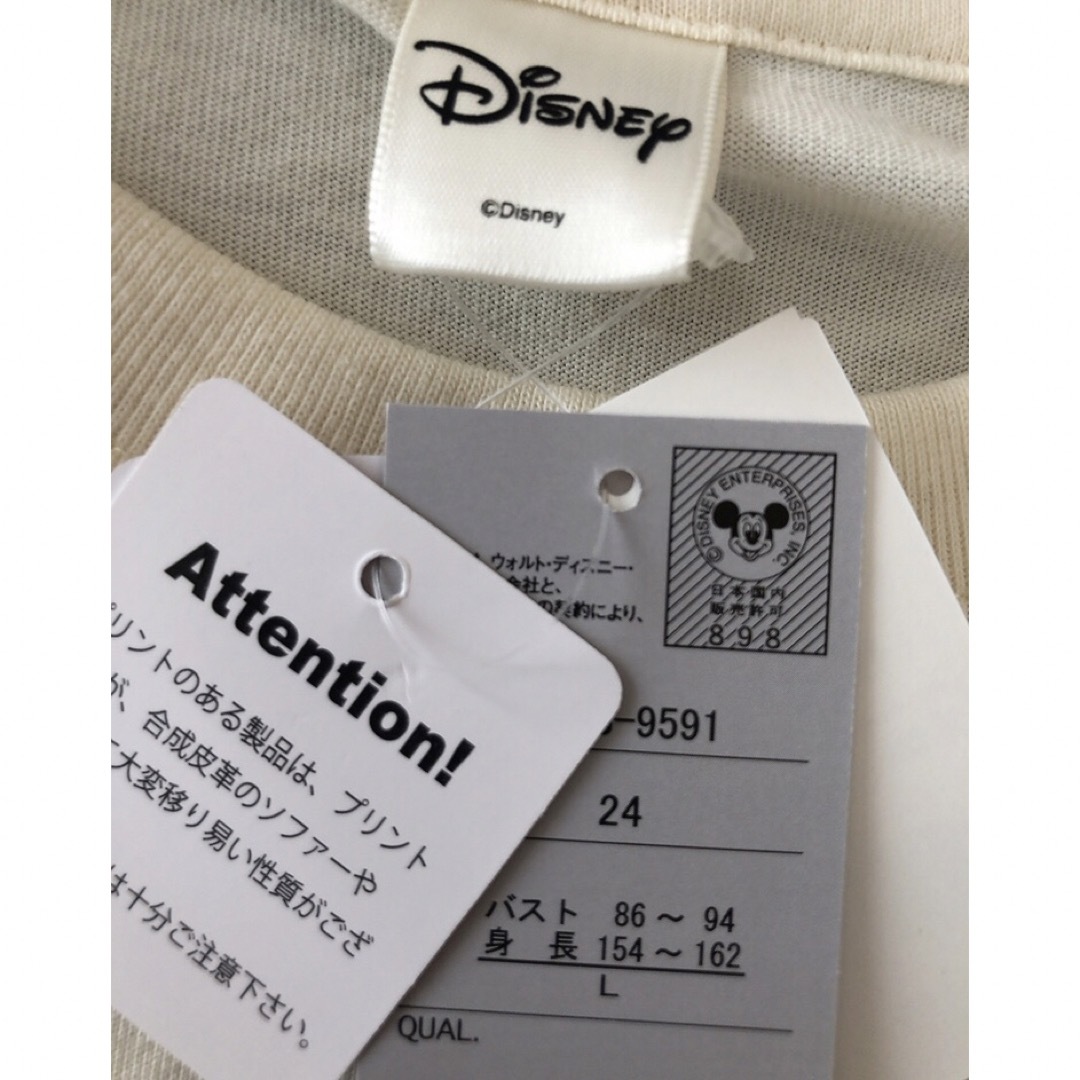 Disney
©Disney
Attention!
プリントのある製品は、プリント
が、合成皮革のソファーや
大変移り易い性質がござ
は十分ご注意下さい。
ウォルト・ディズニー・
会社と、
契約により、
©DISNEY ENTERPRISES, INC
日本国内
販売許可
898
-9591
24
バスト 86～94
身長 154～162
L
QUAL.